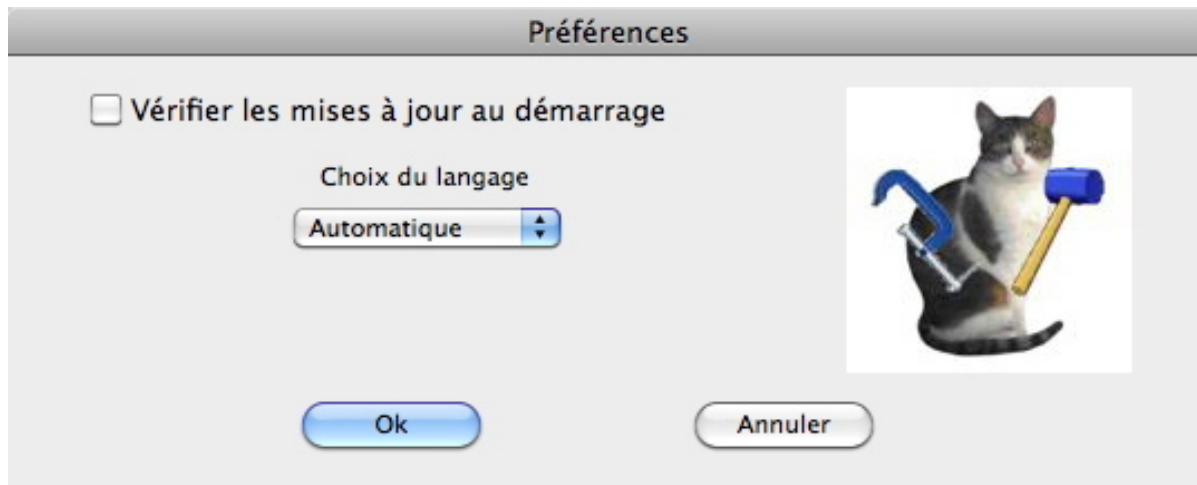 Préférences
Vérifier les mises à jour au démarrage
Choix du langage
Automatique
Ok
Annuler